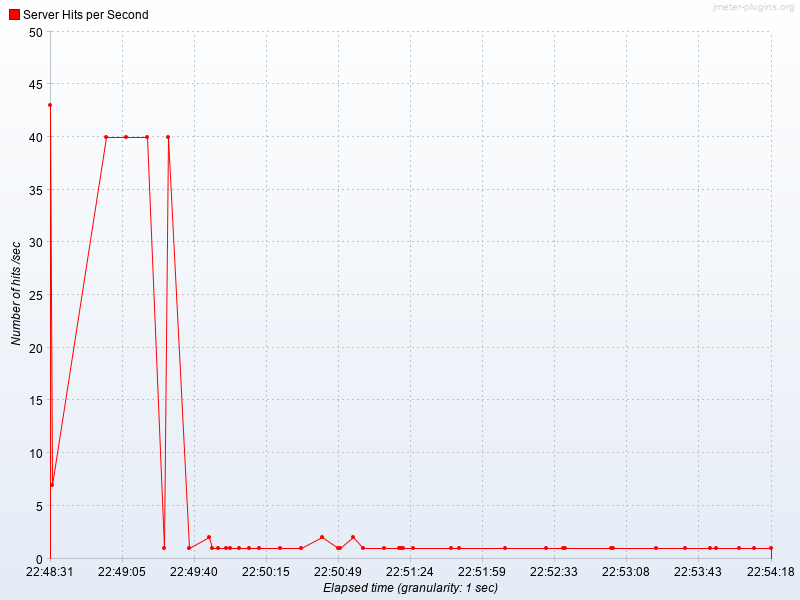 jmeter-plugins.org
Server Hits per Second
50
45
40
35
30
25
20
15
10
5
0
Number of hits /sec
22:48:31 22:49:05 22:49:40 22:50:15 22:50:49 22:51:24 22:51:59 22:52:33 22:53:08 22:53:43 22:54:18
Elapsed time (granularity: 1 sec)